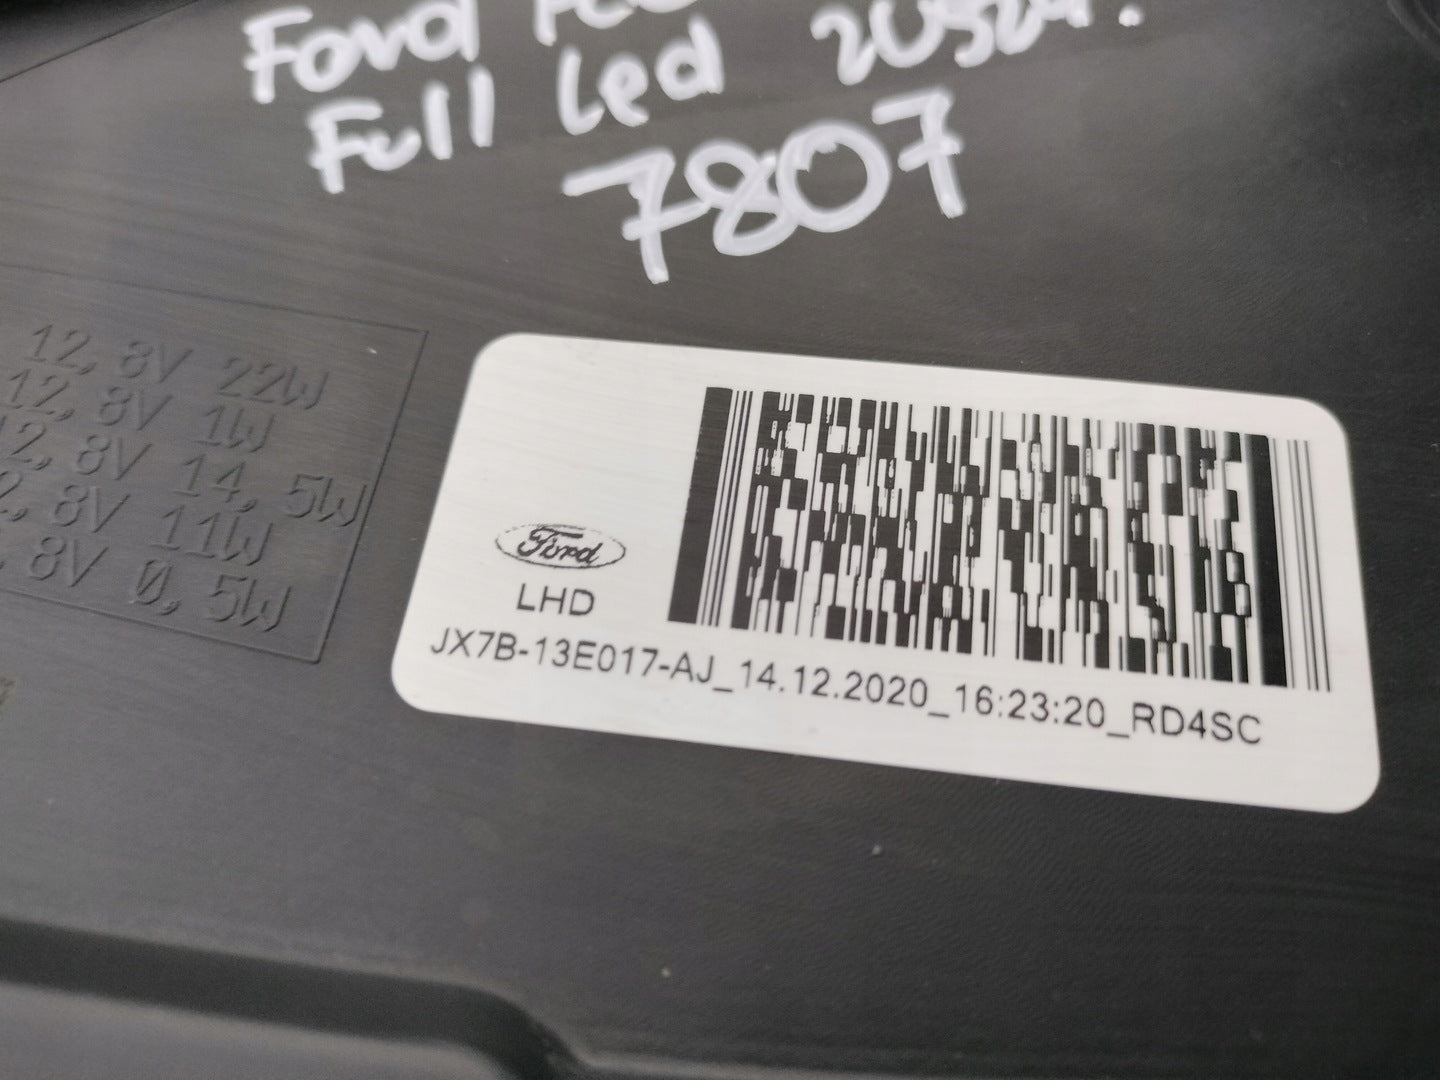 Ford
Full Led
7807
12,8V 22W
12,8V 1W
12,8V 14,5W
2,8V 11W
8V 0,5W
Ford
LHD
JX7B-13E017-AJ_14.12.2020_16:23:20_RD4SC